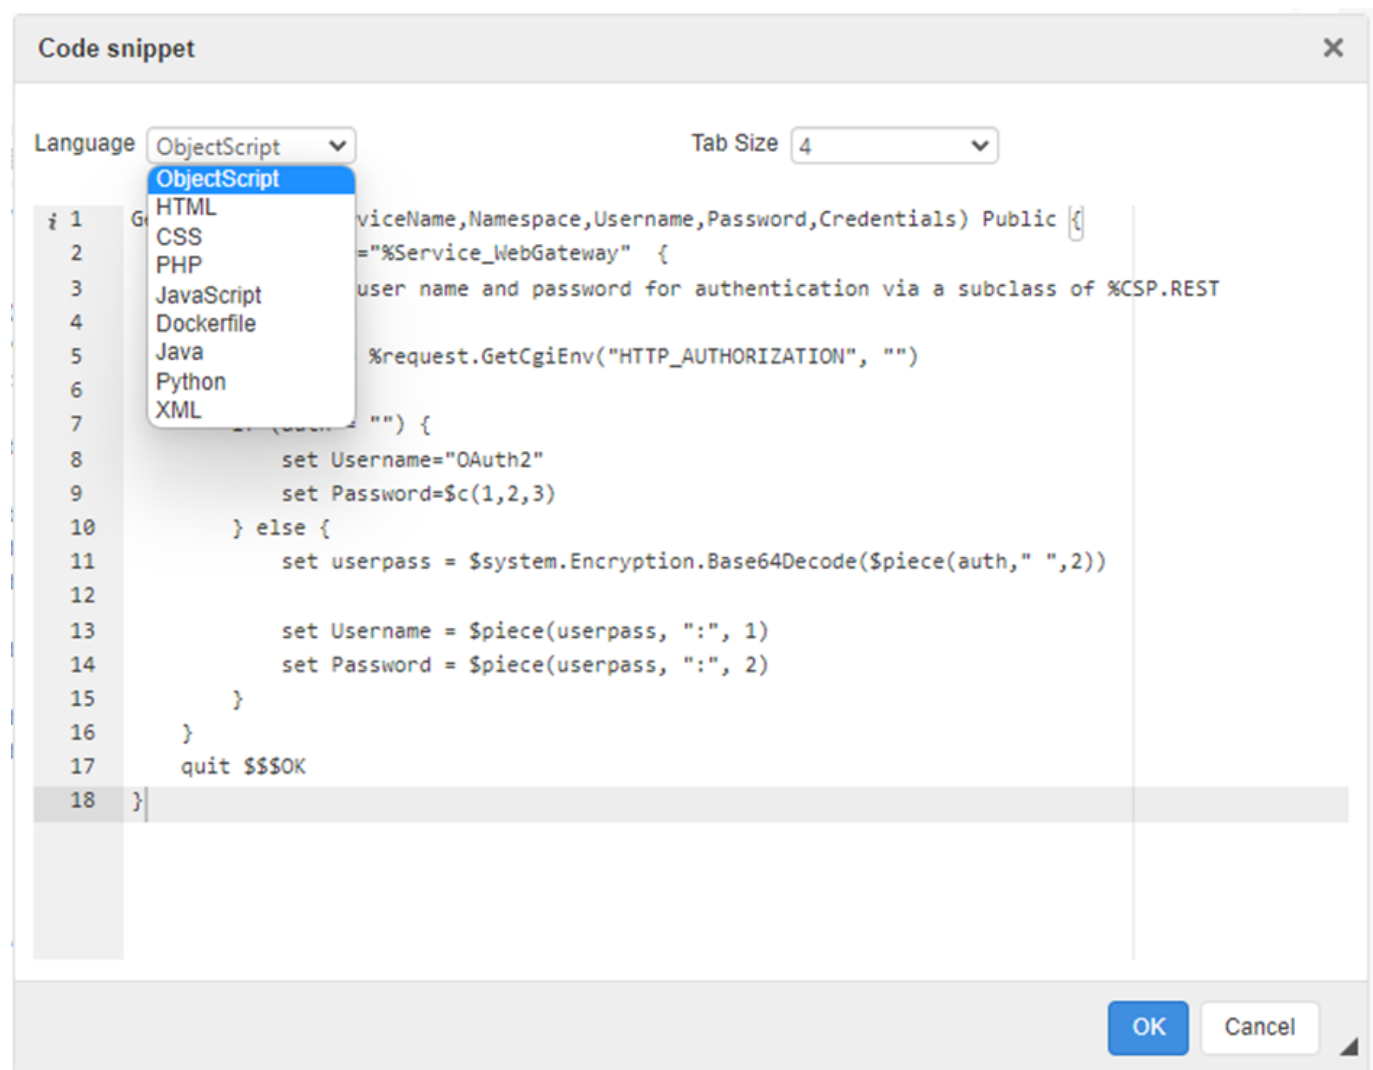 Code snippet
Language ObjectScript Tab Size 4
ObjectScript
HTML
CSS
PHP
JavaScript
Dockerfile
Java
Python
XML
i 1 viceName,Namespace,Username,Password,Credentials) Public {
2 ="%Service_WebGateway" {
3 user name and password for authentication via a subclass of %CSP.REST
4
5 %request.GetCgiEnv("HTTP_AUTHORIZATION", "")
6
7 = "") {
8 set Username="OAuth2"
9 set Password=$c(1,2,3)
10 } else {
11 set userpass = $system.Encryption.Base64Decode($piece(auth," ",2))
12
13 set Username = $piece(userpass, ":", 1)
14 set Password = $piece(userpass, ":", 2)
15 }
16 }
17 quit $$$OK
18 }
OK Cancel